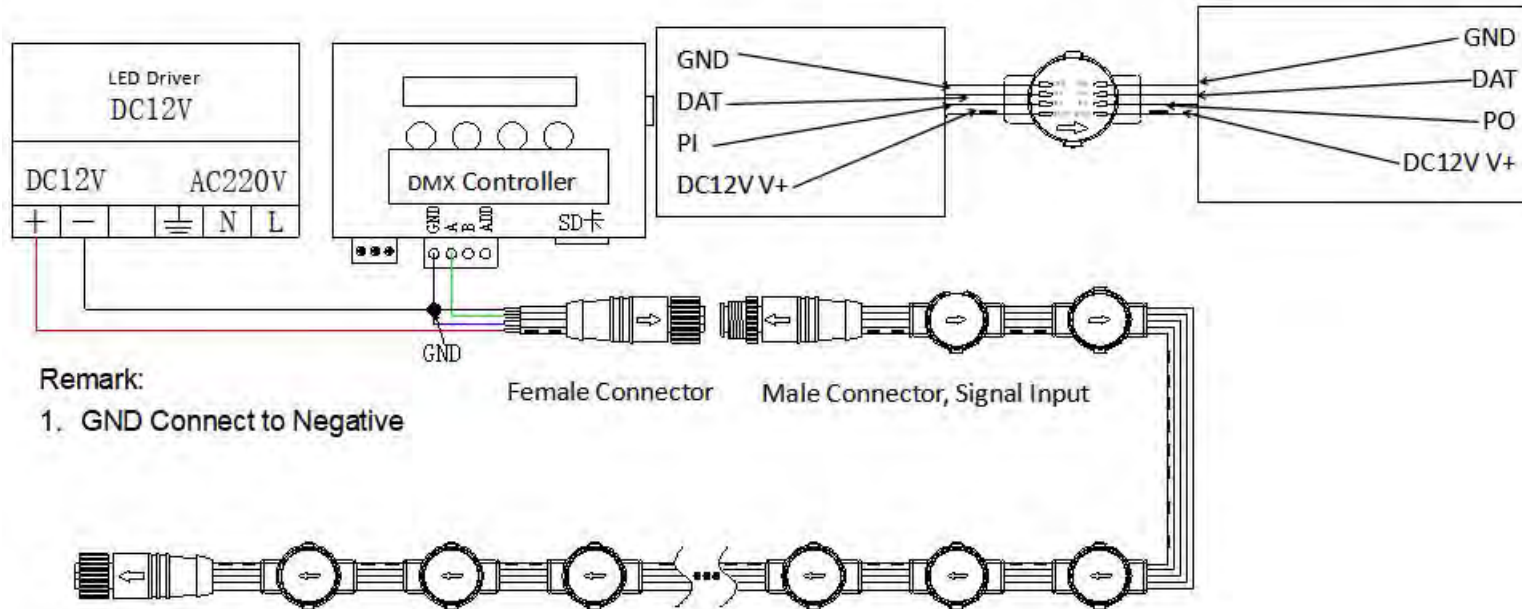 LED Driver
DC12V
DC12V AC220V
+ − N L
DMX Controller
GND A B ADD
SD卡
GND
DAT
PI
DC12V V+
GND
DAT
PO
DC12V V+
GND
Female Connector
Male Connector, Signal Input
Remark:
1. GND Connect to Negative